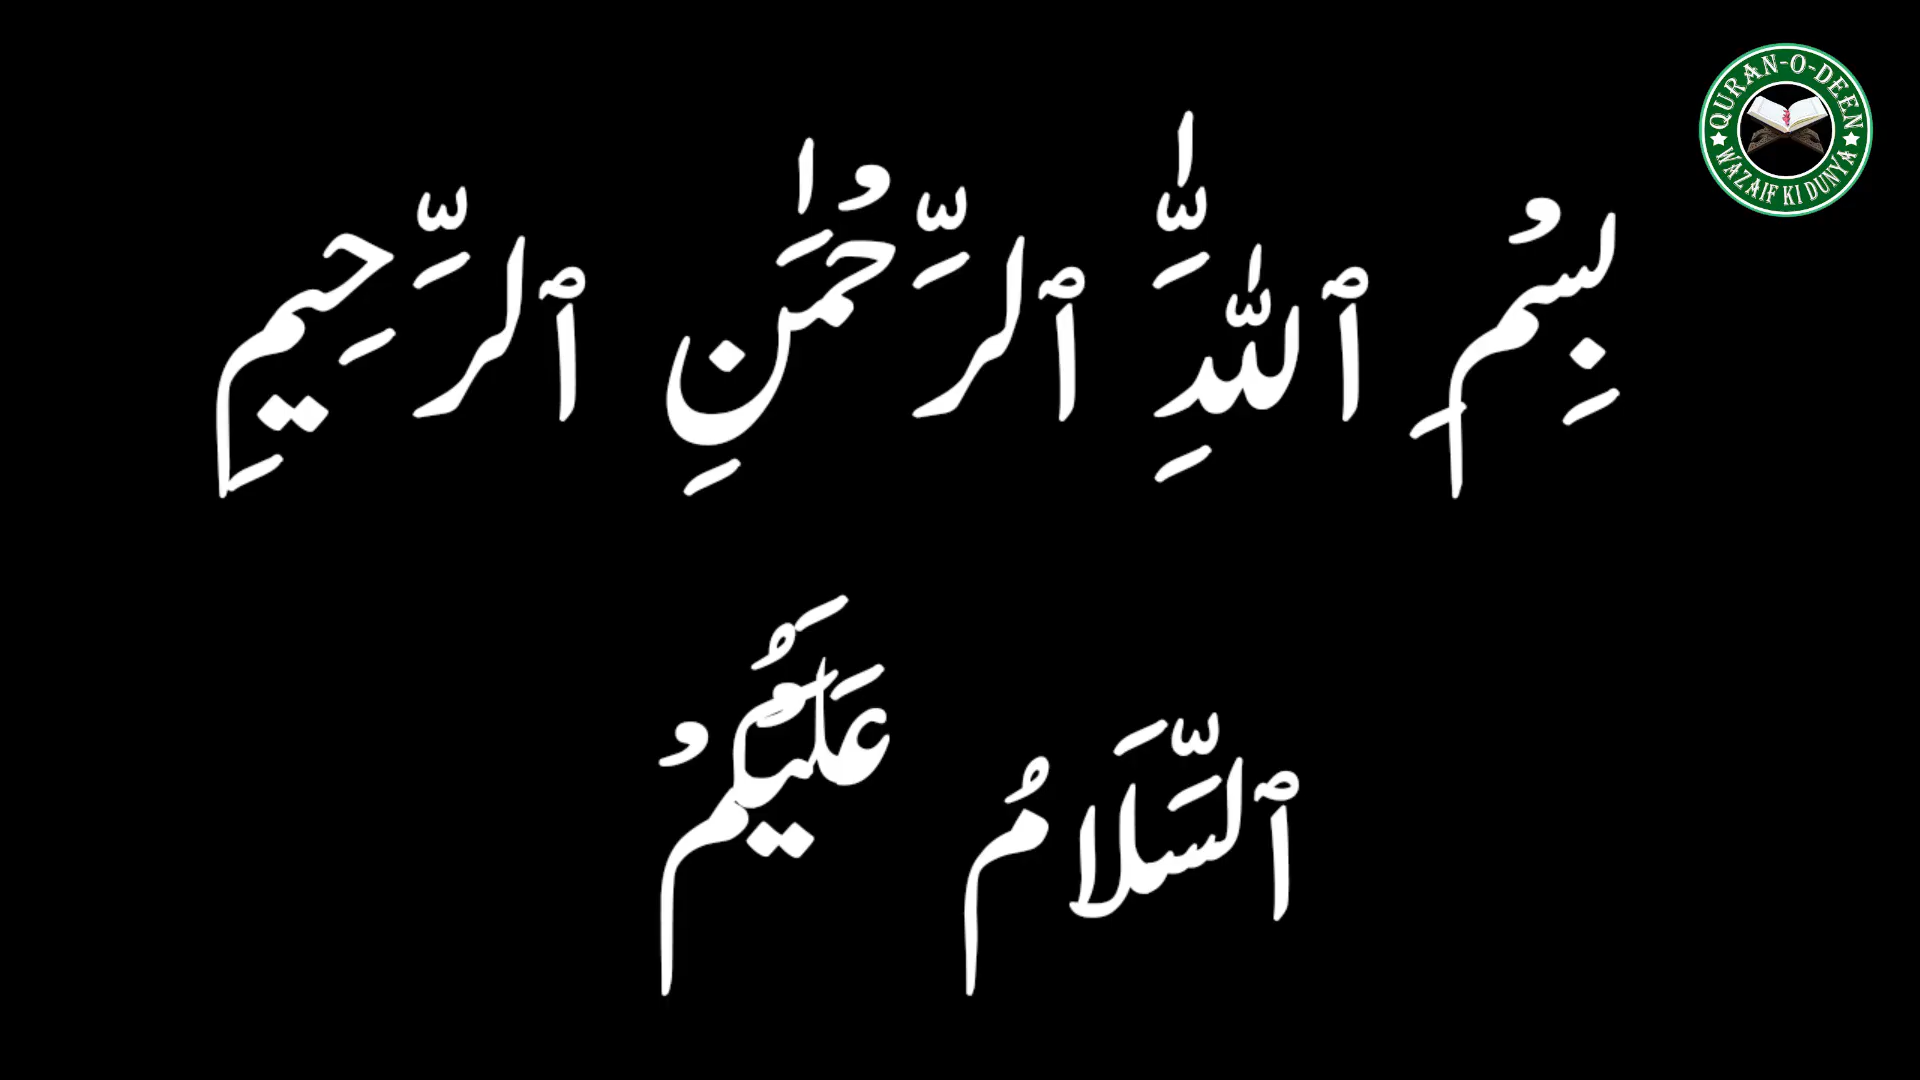 بِسْمِ ٱللَّٰهِ ٱلرَّحْمَٰنِ ٱلرَّحِيمِ
ٱلسَّلَامُ عَلَيْكُمْ
QURAN-O-DEEN
WAZAIF KI DUNYA